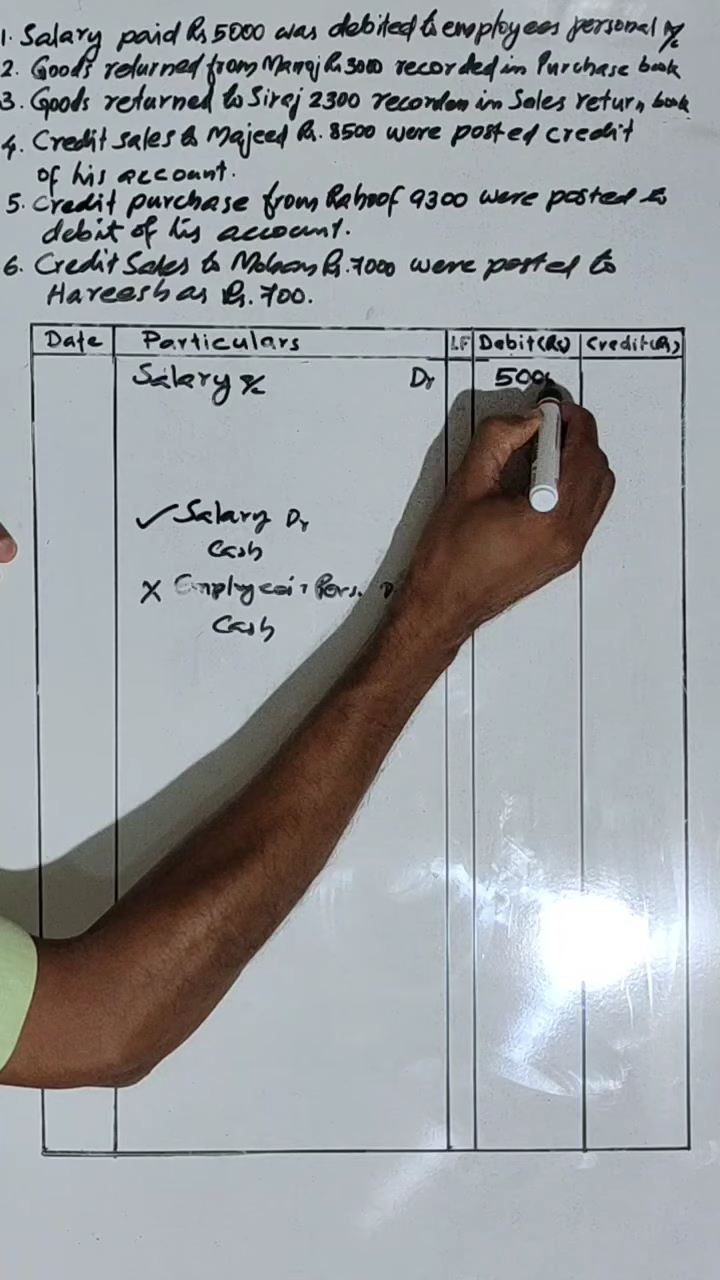 1. Salary paid Rs 5000 was debited to employees personal a/c
2. Goods returned from Manoj Rs.3000 recorded in Purchase book
3. Goods returned to Siraj 2300 recorded in Sales return book
4. Credit sales to Majeed Rs. 8500 were posted credit
of his account.
5. Credit purchase from Rahoof 9300 were posted to
debit of his account.
6. Credit Sales to Mohan Rs.7000 were posted to
Hareesh as Rs.700.
Date Particulars LF Debit(Rs) Credit(Rs)
Salary a/c Dr 5000
✓ Salary Dr
Cash
X Employee's Pers.
Cash